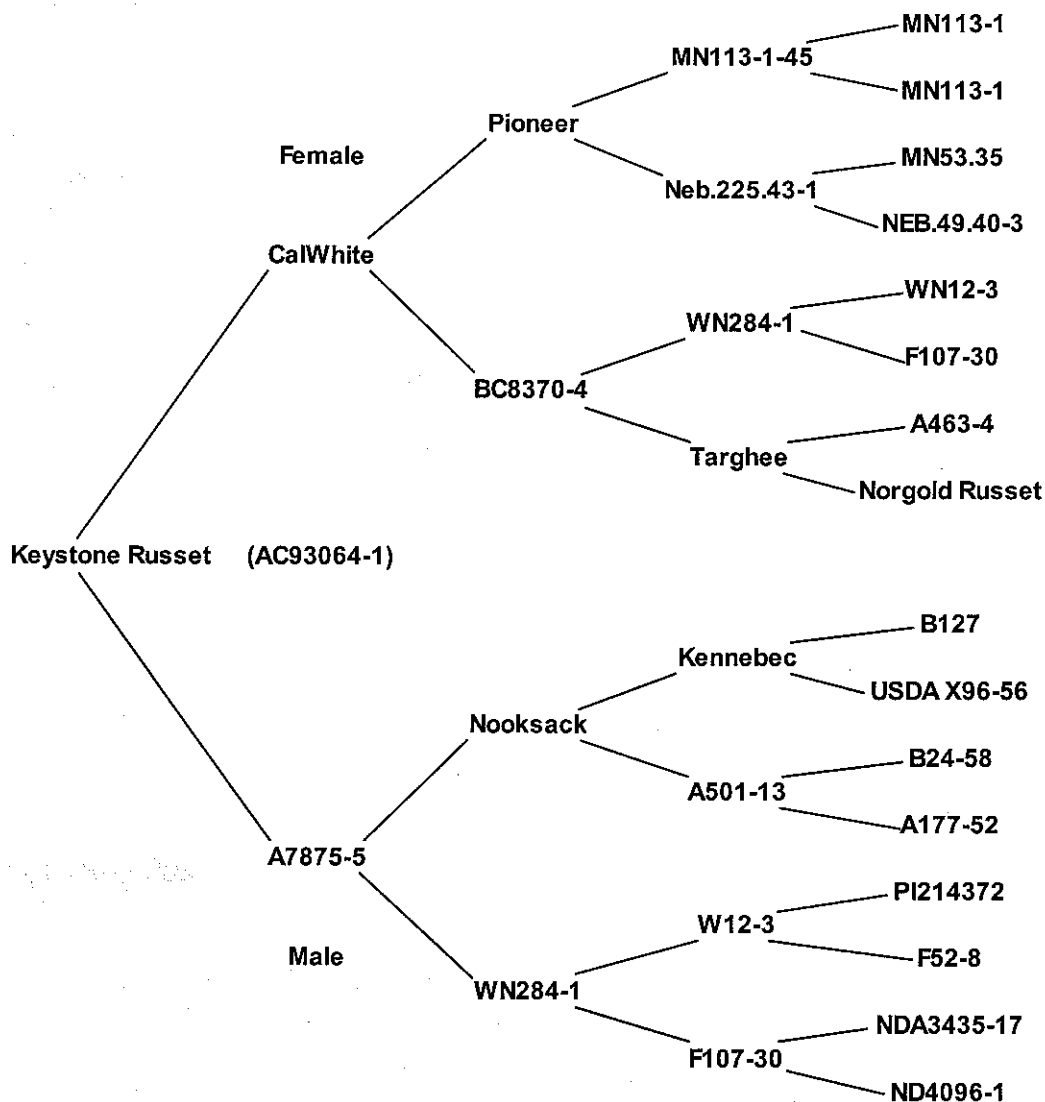 MN113-1
MN113-1-45
MN113-1
Pioneer
Female
MN53.35
Neb.225.43-1
NEB.49.40-3
CalWhite
WN12-3
WN284-1
F107-30
BC8370-4
A463-4
Targhee
Norgold Russet
Keystone Russet (AC93064-1)
B127
Kennebec
USDA X96-56
Nooksack
B24-58
A501-13
A177-52
A7875-5
PI214372
W12-3
Male
F52-8
WN284-1
NDA3435-17
F107-30
ND4096-1